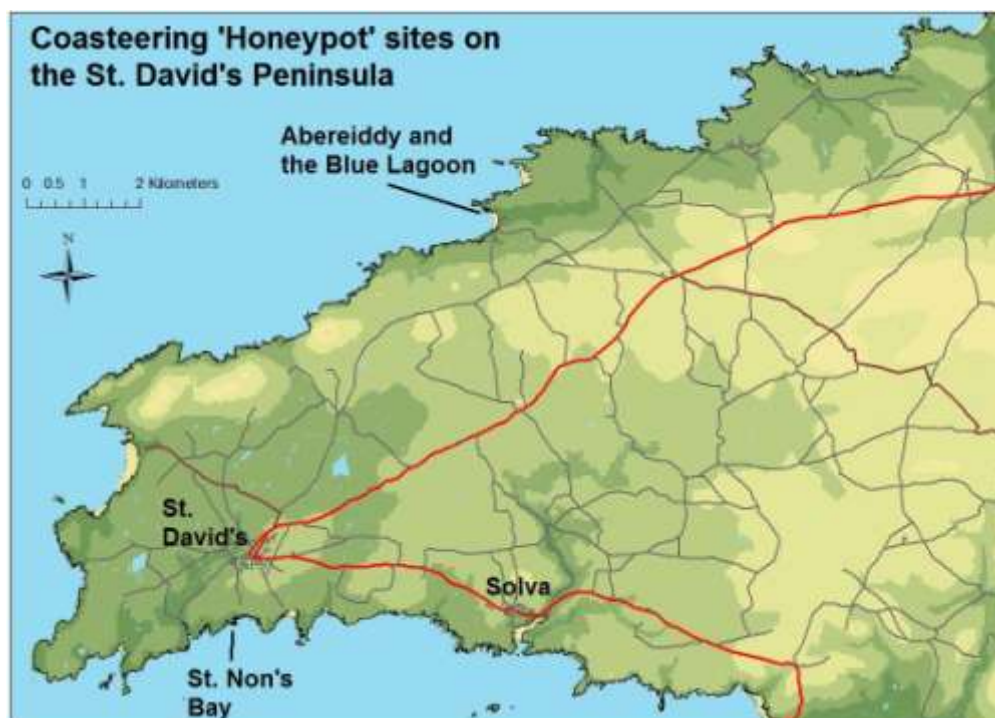 Coasteering 'Honeypot' sites on
the St. David's Peninsula
Abereiddy and
the Blue Lagoon
0 0.5 1 2 Kilometers
N
St.
David's
Solva
St. Non's
Bay